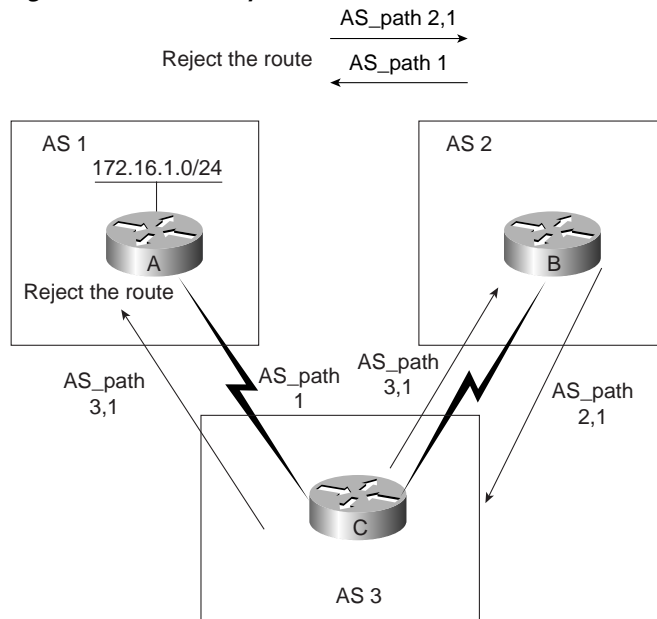 AS_path 2,1
Reject the route
AS_path 1
AS 1
AS 2
172.16.1.0/24
A
B
Reject the route
AS_path
3,1
AS_path
1
AS_path
3,1
AS_path
2,1
C
AS 3